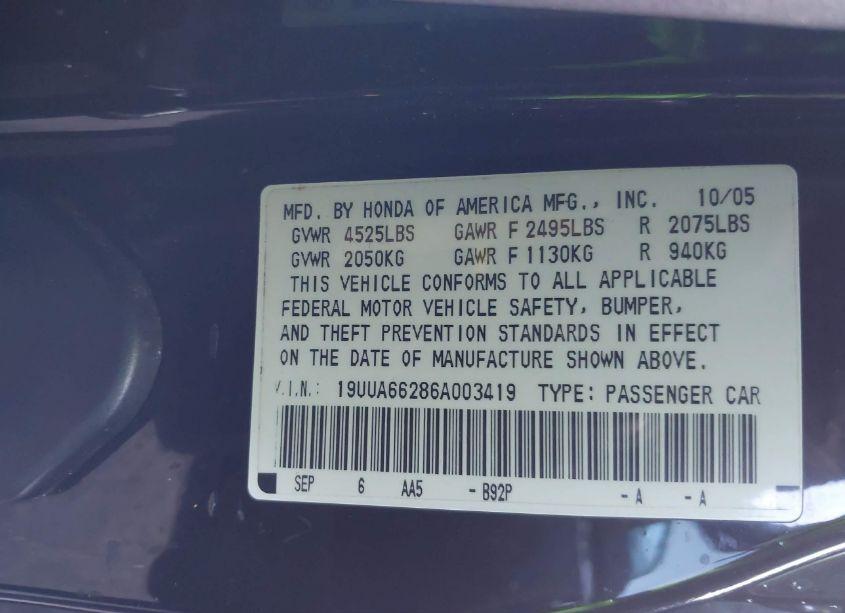 MFD. BY HONDA OF AMERICA MFG., INC. 10/05
GVWR 4525LBS GAWR F 2495LBS R 2075LBS
GVWR 2050KG GAWR F 1130KG R 940KG
THIS VEHICLE CONFORMS TO ALL APPLICABLE
FEDERAL MOTOR VEHICLE SAFETY, BUMPER,
AND THEFT PREVENTION STANDARDS IN EFFECT
ON THE DATE OF MANUFACTURE SHOWN ABOVE.
V.I.N.: 19UUA66286A003419 TYPE: PASSENGER CAR
SEP 6 AA5 - B92P - A - A